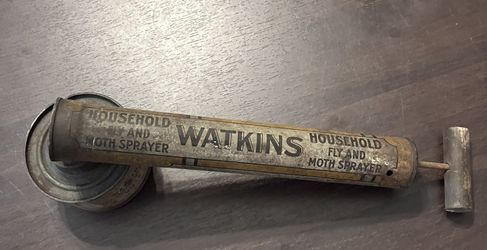 HOUSEHOLD
FLY AND
MOTH SPRAYER
WATKINS
HOUSEHOLD
FLY AND
MOTH SPRAYER